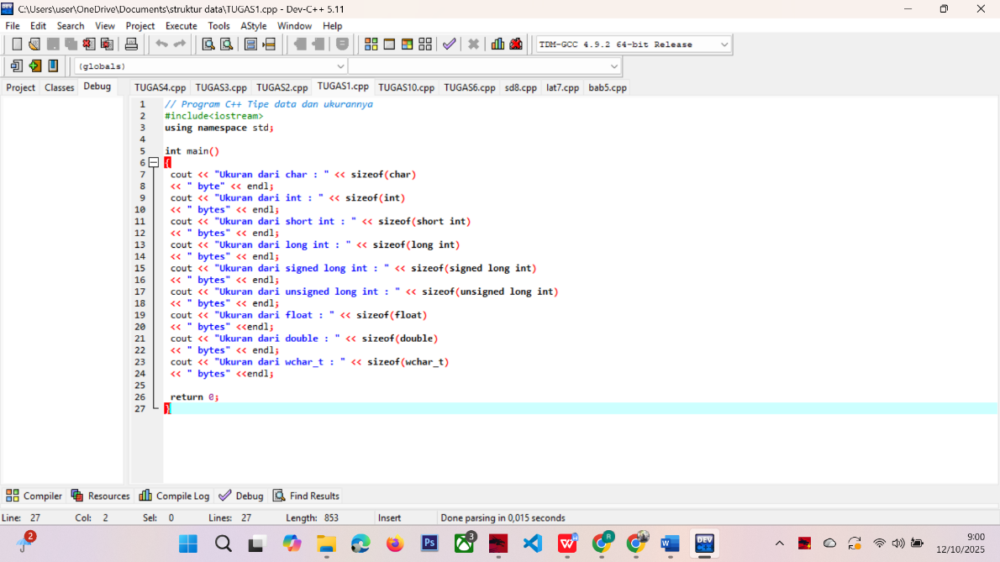 C:\Users\user\OneDrive\Documents\struktur data\TUGAS1.cpp - Dev-C++ 5.11
File Edit Search View Project Execute Tools AStyle Window Help
TDM-GCC 4.9.2 64-bit Release
(globals)
Project Classes Debug TUGAS4.cpp TUGAS3.cpp TUGAS2.cpp TUGAS1.cpp TUGAS10.cpp TUGAS6.cpp sd8.cpp lat7.cpp bab5.cpp
1 // Program C++ Tipe data dan ukurannya
2 #include<iostream>
3 using namespace std;
4
5 int main()
6 {
7 cout << "Ukuran dari char : " << sizeof(char)
8 << " byte" << endl;
9 cout << "Ukuran dari int : " << sizeof(int)
10 << " bytes" << endl;
11 cout << "Ukuran dari short int : " << sizeof(short int)
12 << " bytes" << endl;
13 cout << "Ukuran dari long int : " << sizeof(long int)
14 << " bytes" << endl;
15 cout << "Ukuran dari signed long int : " << sizeof(signed long int)
16 << " bytes" << endl;
17 cout << "Ukuran dari unsigned long int : " << sizeof(unsigned long int)
18 << " bytes" << endl;
19 cout << "Ukuran dari float : " << sizeof(float)
20 << " bytes" <<endl;
21 cout << "Ukuran dari double : " << sizeof(double)
22 << " bytes" << endl;
23 cout << "Ukuran dari wchar_t : " << sizeof(wchar_t)
24 << " bytes" <<endl;
25
26 return 0;
27 }
Compiler Resources Compile Log Debug Find Results
Line: 27 Col: 2 Sel: 0 Lines: 27 Length: 853 Insert Done parsing in 0,015 seconds
2 Ps 3 W R W DEV 9:00
12/10/2025